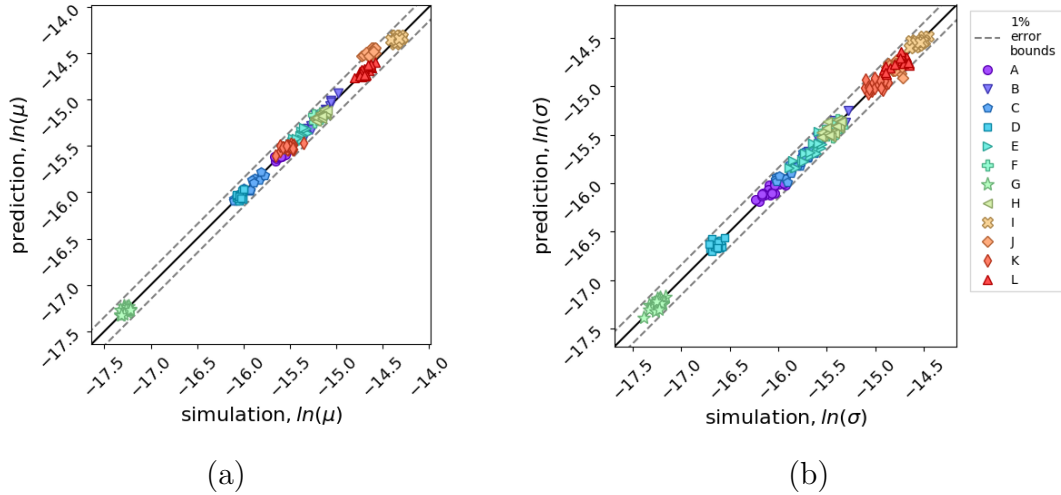 −14.0
−14.5
−15.0
−15.5
−16.0
−16.5
−17.0
−17.5
prediction, ln(μ)
−17.5 −17.0 −16.5 −16.0 −15.5 −15.0 −14.5 −14.0
simulation, ln(μ)
(a)
−14.5
−15.0
−15.5
−16.0
−16.5
−17.0
−17.5
prediction, ln(σ)
−17.5 −17.0 −16.5 −16.0 −15.5 −15.0 −14.5
simulation, ln(σ)
(b)
1%
error
bounds
A
B
C
D
E
F
G
H
I
J
K
L